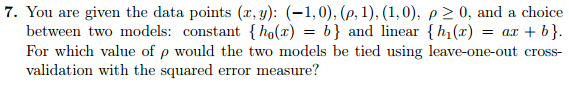 7. You are given the data points (x, y): (−1, 0), (ρ, 1), (1, 0), ρ ≥ 0, and a choice
between two models: constant { h₀(x) = b } and linear { h₁(x) = ax + b }.
For which value of ρ would the two models be tied using leave-one-out cross-
validation with the squared error measure?